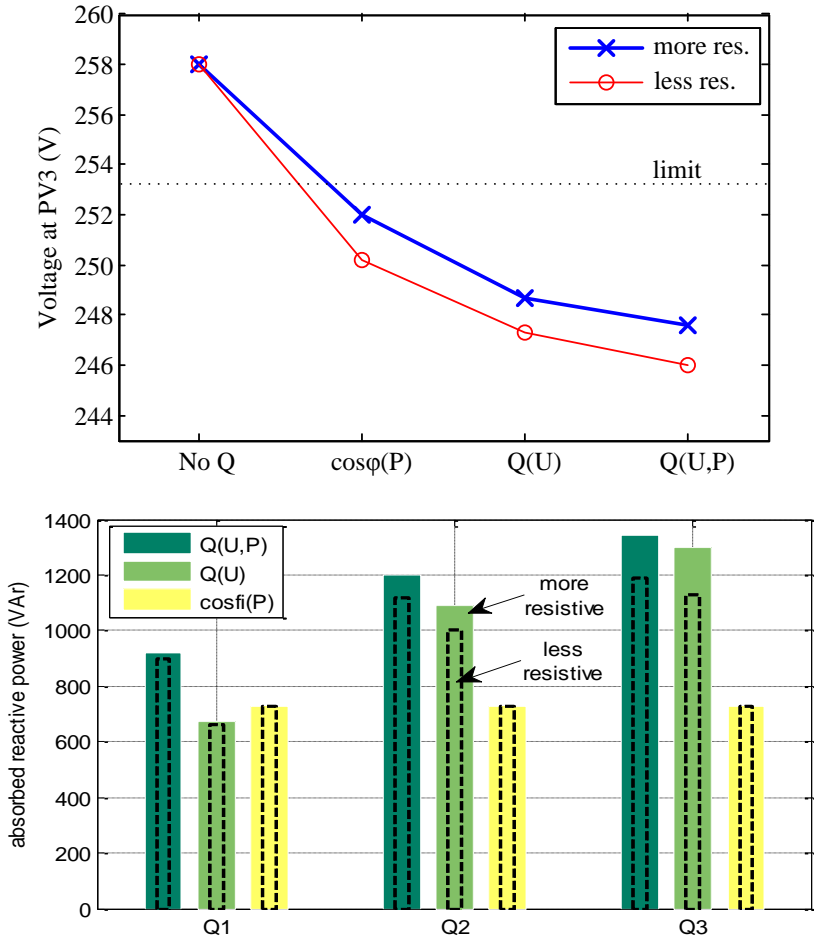 260
258
256
254
252
250
248
246
244
Voltage at PV3 (V)
more res.
less res.
limit
No Q cosφ(P) Q(U) Q(U,P)
1400
1200
1000
800
600
400
200
0
absorbed reactive power (VAr)
Q(U,P)
Q(U)
cosfi(P)
more
resistive
less
resistive
Q1 Q2 Q3